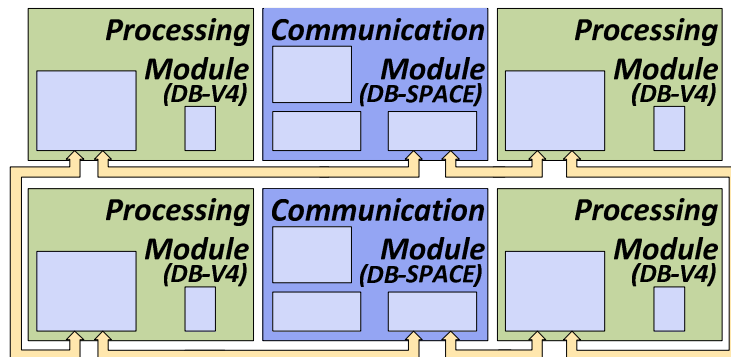 Processing
Module
(DB-V4)
Communication
Module
(DB-SPACE)
Processing
Module
(DB-V4)
Processing
Module
(DB-V4)
Communication
Module
(DB-SPACE)
Processing
Module
(DB-V4)